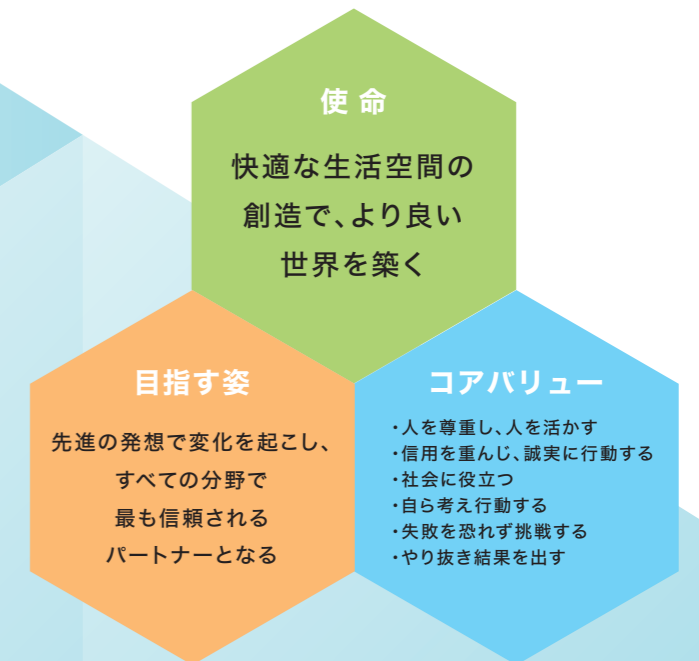 使 命
快適な生活空間の
創造で、より良い
世界を築く
目指す姿
先進の発想で変化を起こし、
すべての分野で
最も信頼される
パートナーとなる
コアバリュー
・人を尊重し、人を活かす
・信用を重んじ、誠実に行動する
・社会に役立つ
・自ら考え行動する
・失敗を恐れず挑戦する
・やり抜き結果を出す